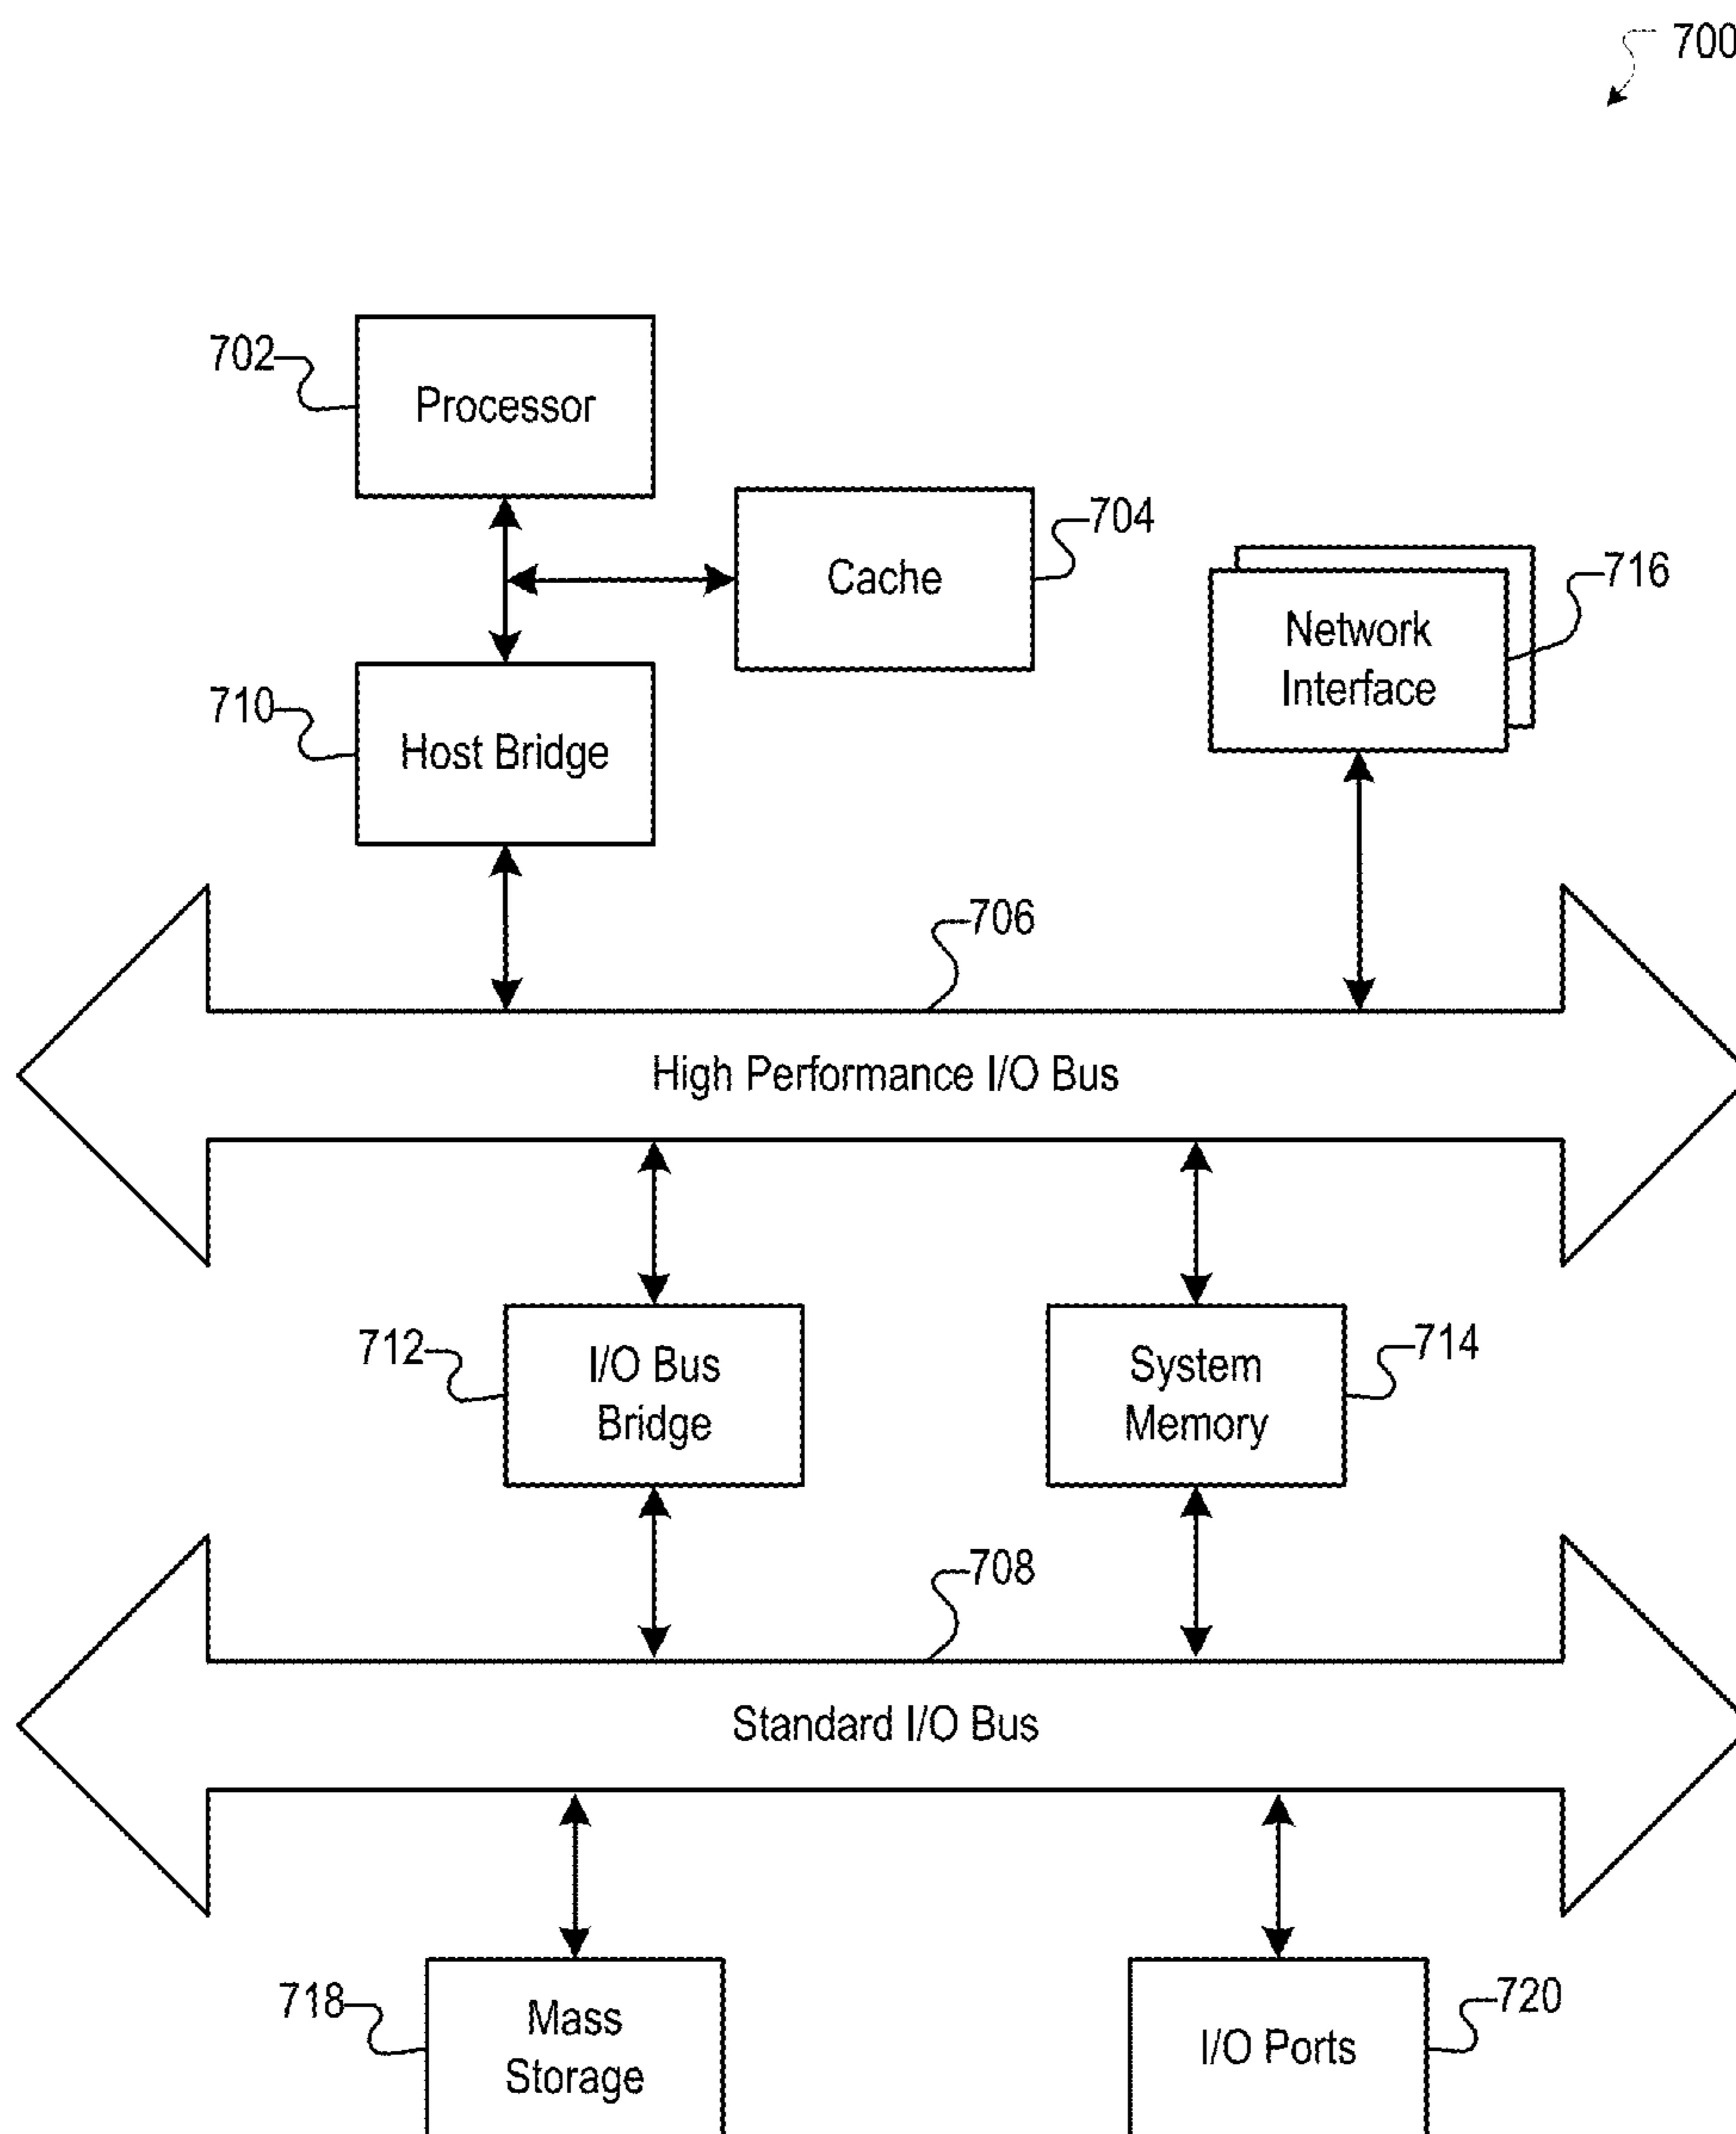 700
702
Processor
704
Cache
716
Network
Interface
710
Host Bridge
706
High Performance I/O Bus
712
I/O Bus
Bridge
714
System
Memory
708
Standard I/O Bus
718
Mass
Storage
720
I/O Ports